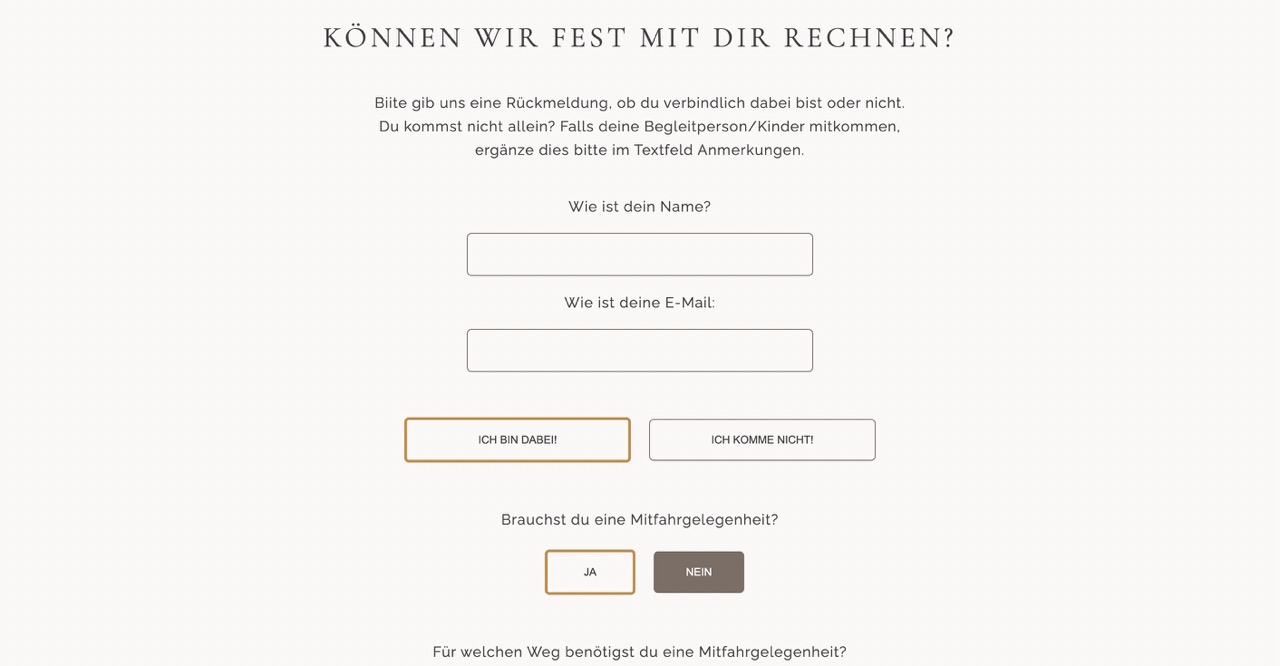 KÖNNEN WIR FEST MIT DIR RECHNEN?
Biite gib uns eine Rückmeldung, ob du verbindlich dabei bist oder nicht.
Du kommst nicht allein? Falls deine Begleitperson/Kinder mitkommen,
ergänze dies bitte im Textfeld Anmerkungen.
Wie ist dein Name?
Wie ist deine E-Mail:
ICH BIN DABEI! ICH KOMME NICHT!
Brauchst du eine Mitfahrgelegenheit?
JA NEIN
Für welchen Weg benötigst du eine Mitfahrgelegenheit?